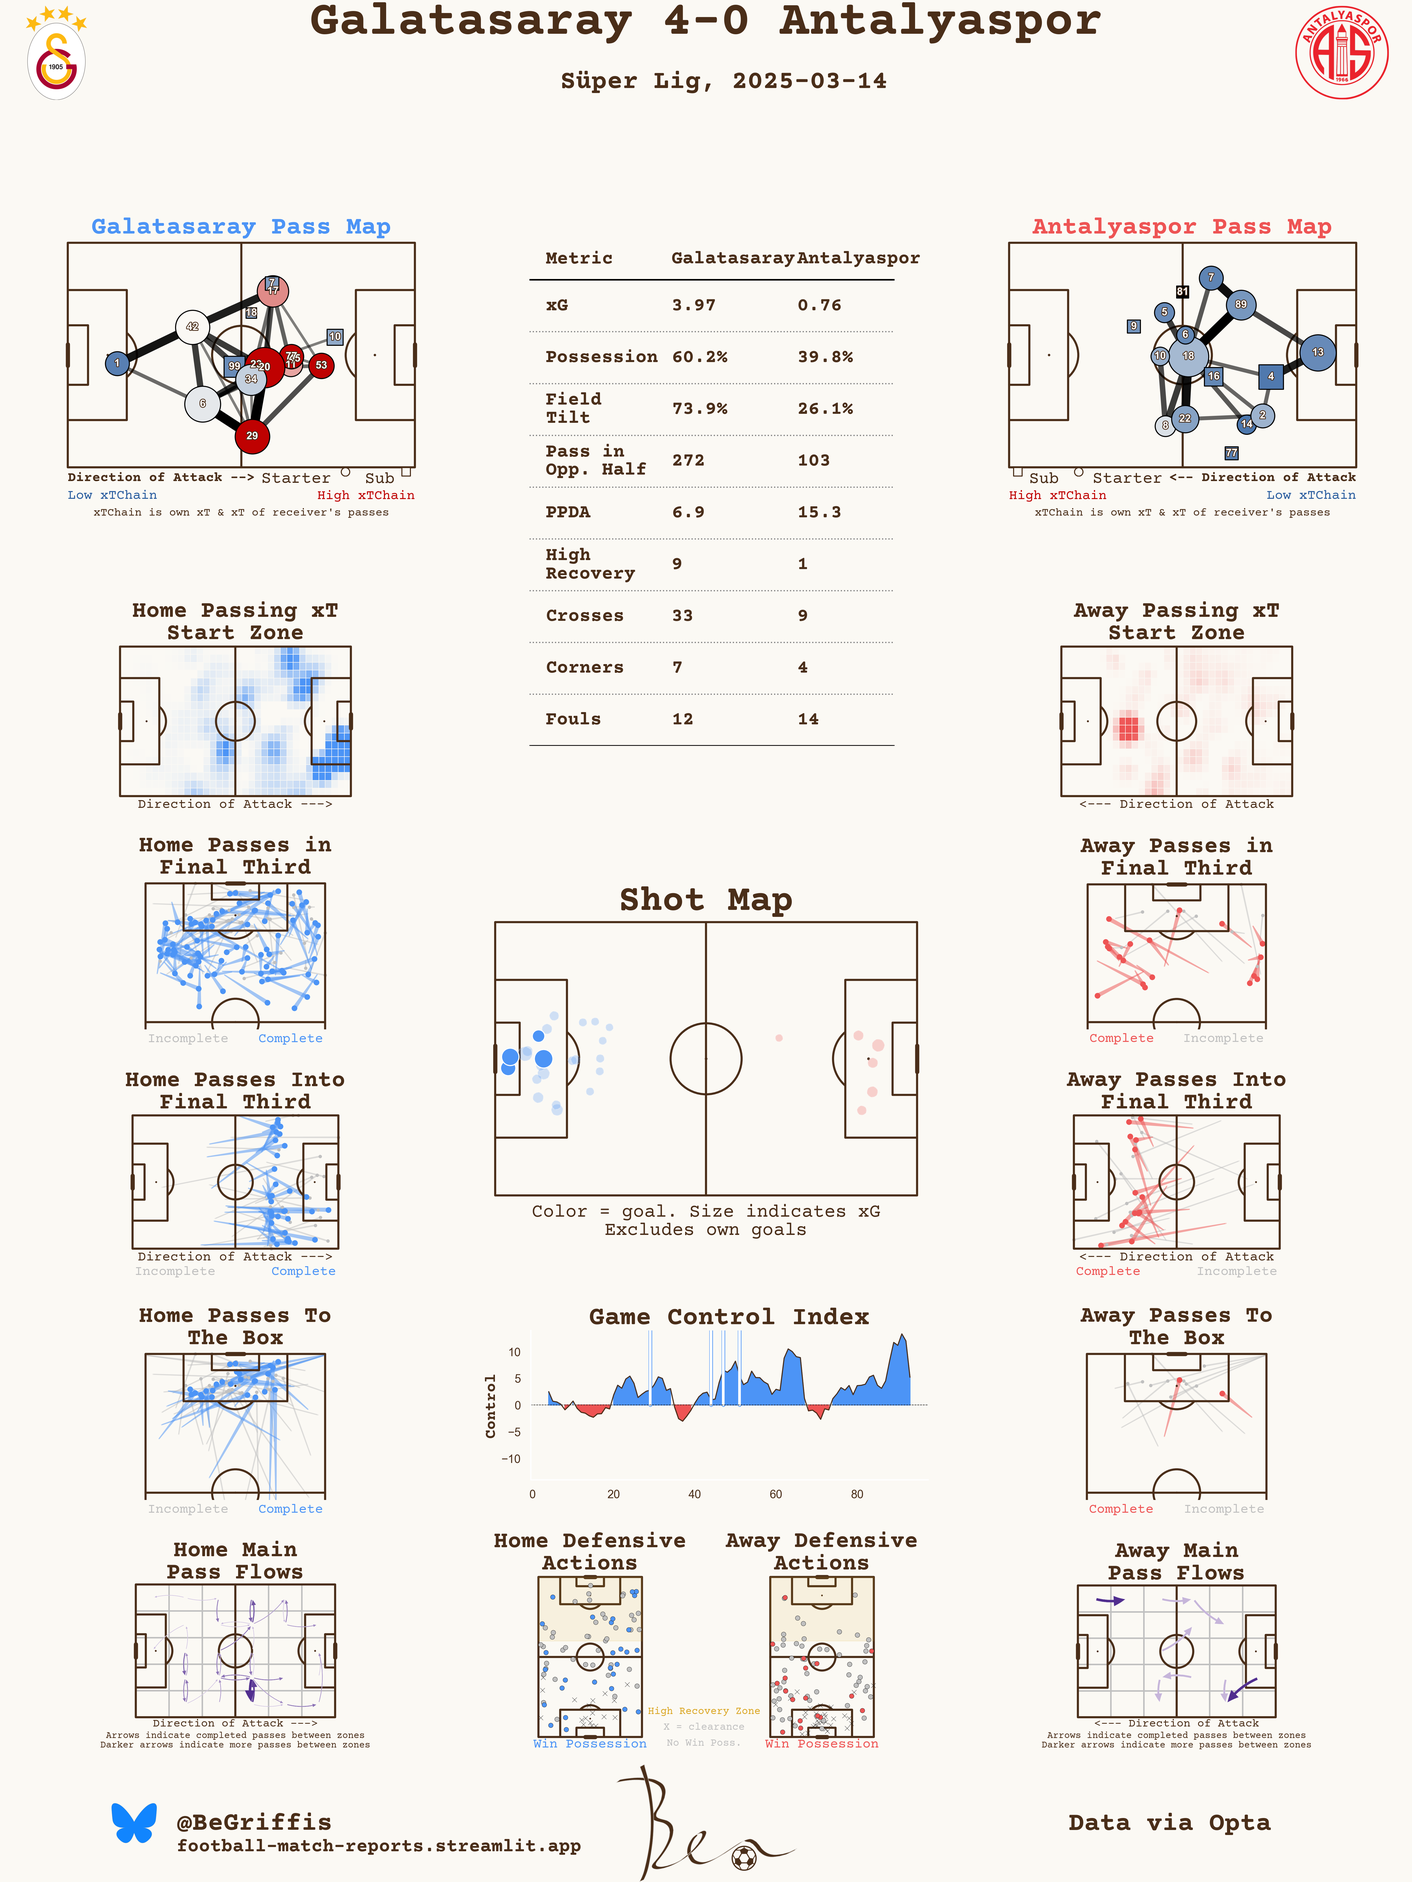 Galatasaray 4-0 Antalyaspor
Süper Lig, 2025-03-14
1905
ANTALYASPOR
1966
Galatasaray Pass Map
7
17
18
42
10
1
99
23
20
77
11
53
34
6
29
Direction of Attack --> Starter Sub
Low xTChain High xTChain
xTChain is own xT & xT of receiver's passes
Metric Galatasaray Antalyaspor
xG 3.97 0.76
Possession 60.2% 39.8%
Field
Tilt 73.9% 26.1%
Pass in
Opp. Half 272 103
PPDA 6.9 15.3
High
Recovery 9 1
Crosses 33 9
Corners 7 4
Fouls 12 14
Antalyaspor Pass Map
7
81
89
5
9
6
10
18
13
16
4
8
22
14
2
77
Sub Starter <-- Direction of Attack
High xTChain Low xTChain
xTChain is own xT & xT of receiver's passes
Home Passing xT
Start Zone
Direction of Attack --->
Away Passing xT
Start Zone
<--- Direction of Attack
Home Passes in
Final Third
Incomplete Complete
Away Passes in
Final Third
Complete Incomplete
Shot Map
Color = goal. Size indicates xG
Excludes own goals
Home Passes Into
Final Third
Direction of Attack --->
Incomplete Complete
Away Passes Into
Final Third
<--- Direction of Attack
Complete Incomplete
Home Passes To
The Box
Incomplete Complete
Game Control Index
Control
10
5
0
−5
−10
0 20 40 60 80
Away Passes To
The Box
Complete Incomplete
Home Main
Pass Flows
Direction of Attack --->
Arrows indicate completed passes between zones
Darker arrows indicate more passes between zones
Home Defensive
Actions
Win Possession
High Recovery Zone
X = clearance
No Win Poss.
Away Defensive
Actions
Win Possession
Away Main
Pass Flows
<--- Direction of Attack
Arrows indicate completed passes between zones
Darker arrows indicate more passes between zones
@BeGriffis
football-match-reports.streamlit.app
Ben
Data via Opta